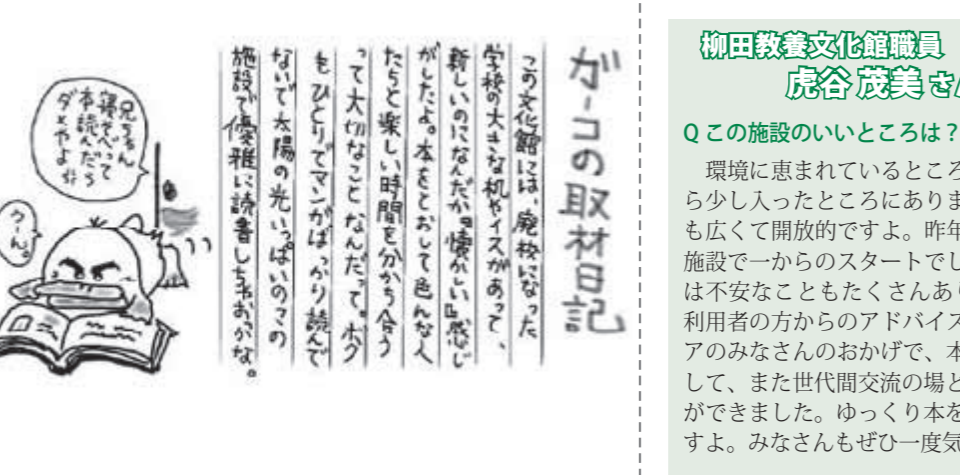 ガーコの取材日記
この文化館には、廃校になった
学校の大きな机やイスがあって、
新しいのになんだか『懐かしい』感じ
がしたよ。本をとおして色んな人
たちと楽しい時間を分かち合う
って大切なことなんだって。ボク
もひとりでマンガばっかり読んで
ないで太陽の光いっぱいのこの
施設で優雅に読書しちゃおっかな。
兄ちゃん
寝そべって
本読んだら
ダメやよ
うーん。
柳田教養文化館職員
虎谷 茂美さん
Q この施設のいいところは?
環境に恵まれているところ
ら少し入ったところにありま
も広くて開放的ですよ。昨年
施設で一からのスタートでし
は不安なこともたくさんあり
利用者の方からのアドバイス
アのみなさんのおかげで、本
して、また世代間交流の場と
ができました。ゆっくり本を
すよ。みなさんもぜひ一度気